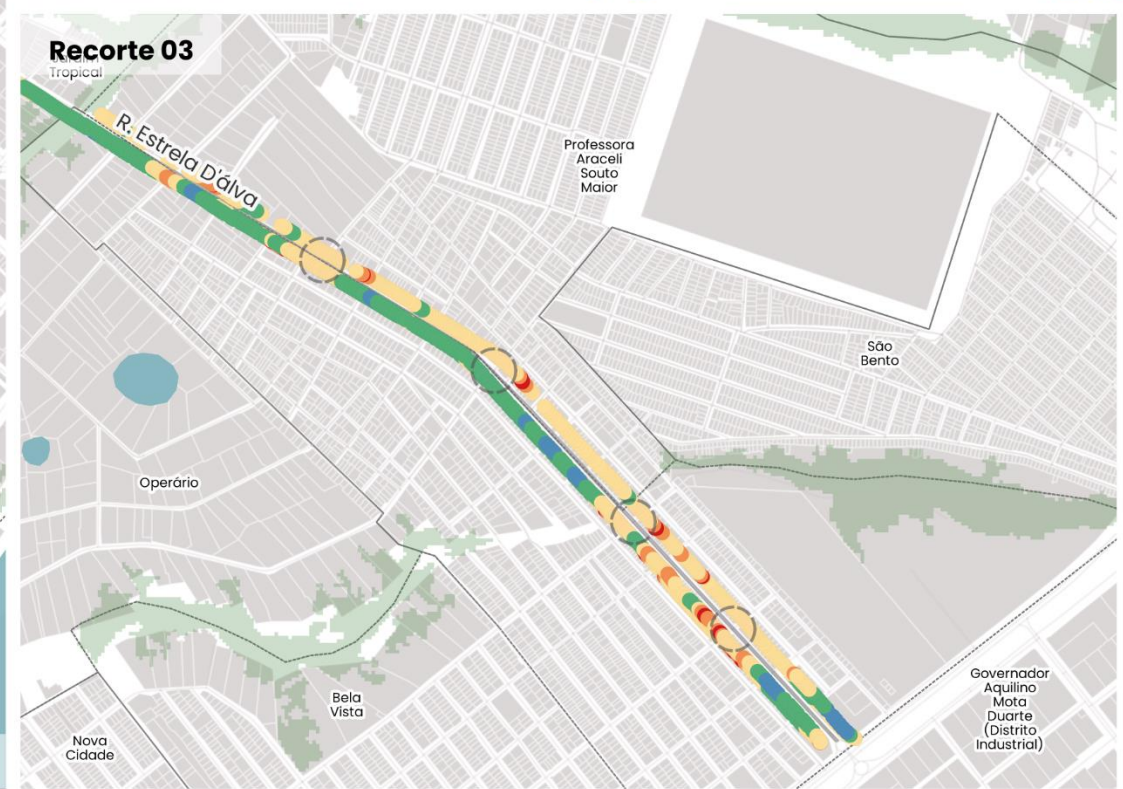 Recorte 03
Jardim
Tropical
R. Estrela D'álva
Professora
Araceli
Souto
Maior
São
Bento
Operário
Bela
Vista
Nova
Cidade
Governador
Aquilino
Mota
Duarte
(Distrito
Industrial)